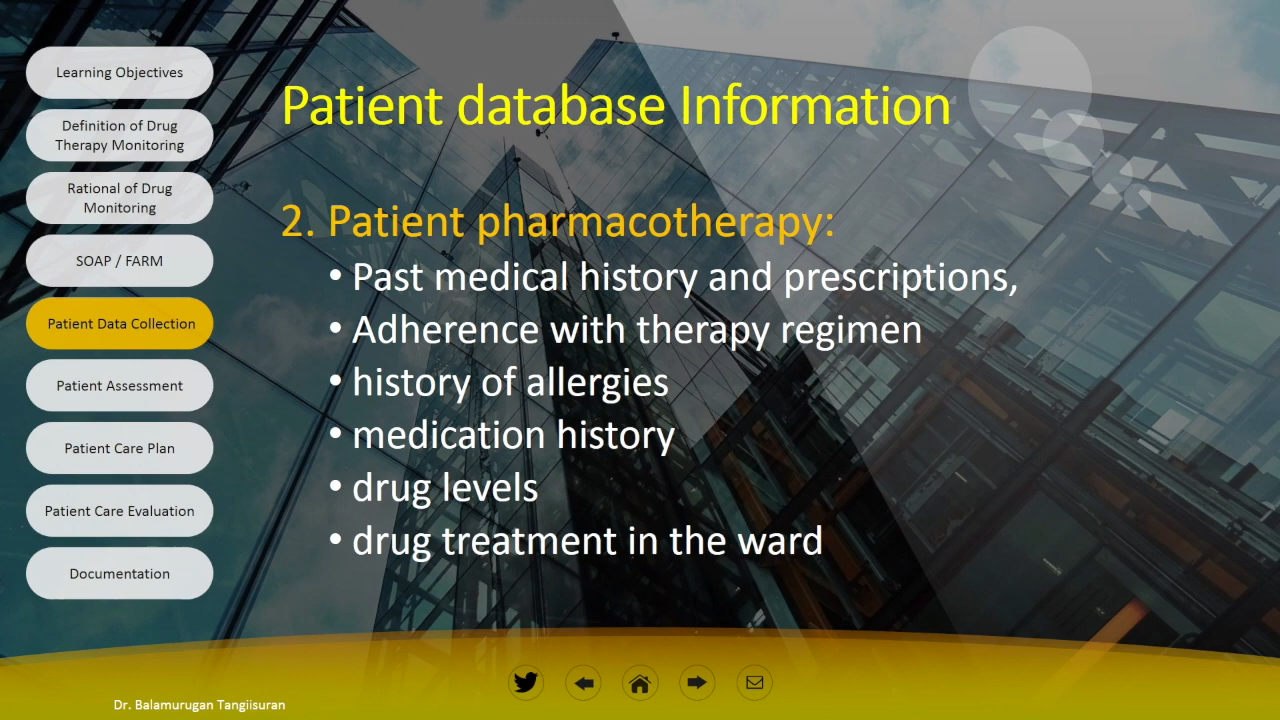 Learning Objectives
Definition of Drug
Therapy Monitoring
Rational of Drug
Monitoring
SOAP / FARM
Patient Data Collection
Patient Assessment
Patient Care Plan
Patient Care Evaluation
Documentation
Patient database Information
2. Patient pharmacotherapy:
• Past medical history and prescriptions,
• Adherence with therapy regimen
• history of allergies
• medication history
• drug levels
• drug treatment in the ward
Dr. Balamurugan Tangiisuran